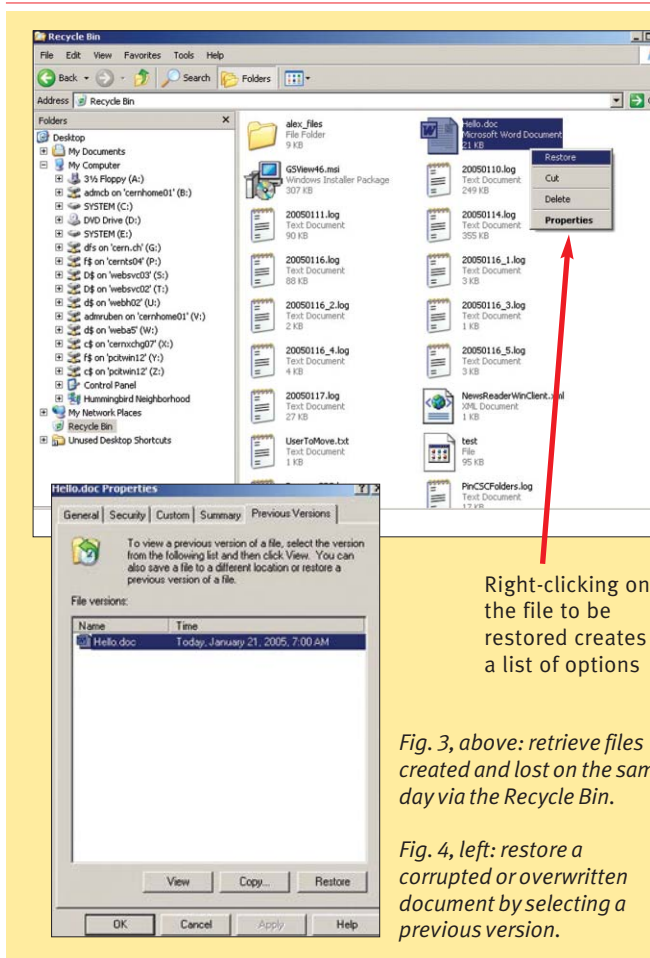 Recycle Bin
File Edit View Favorites Tools Help
Back Search Folders
Address Recycle Bin
Folders
Desktop
My Documents
My Computer
3½ Floppy (A:)
admcb on 'cernhome01' (B:)
SYSTEM (C:)
DVD Drive (D:)
SYSTEM (E:)
dfs on 'cern.ch' (G:)
f$ on 'cernts04' (P:)
D$ on 'websvc03' (S:)
D$ on 'websvc02' (T:)
d$ on 'webh02' (U:)
admruben on 'cernhome01' (V:)
d$ on 'weba5' (W:)
c$ on 'cernxchg07' (X:)
f$ on 'pcitwin12' (Y:)
c$ on 'pcitwin12' (Z:)
Control Panel
Hummingbird Neighborhood
My Network Places
Recycle Bin
Unused Desktop Shortcuts
alex_files
File Folder
9 KB
Hello.doc
Microsoft Word Document
21 KB
Restore
Cut
Delete
Properties
GSView46.msi
Windows Installer Package
307 KB
20050110.log
Text Document
249 KB
20050111.log
Text Document
90 KB
20050114.log
Text Document
355 KB
20050116.log
Text Document
88 KB
20050116_1.log
Text Document
3 KB
20050116_2.log
Text Document
2 KB
20050116_3.log
Text Document
1 KB
20050116_4.log
Text Document
4 KB
20050116_5.log
Text Document
3 KB
20050117.log
Text Document
27 KB
XML Document
1 KB
UserToMove.txt
Text Document
1 KB
test
File
95 KB
PinCSCFolders.log
Text Document
17 KB
Hello.doc Properties
General Security Custom Summary Previous Versions
To view a previous version of a file, select the version
from the following list and then click View. You can
also save a file to a different location or restore a
previous version of a file.
File versions:
Name Time
Hello.doc Today, January 21, 2005, 7:00 AM
View Copy... Restore
OK Cancel Apply Help
Right-clicking on
the file to be
restored creates
a list of options
Fig. 3, above: retrieve files
created and lost on the sam
day via the Recycle Bin.
Fig. 4, left: restore a
corrupted or overwritten
document by selecting a
previous version.